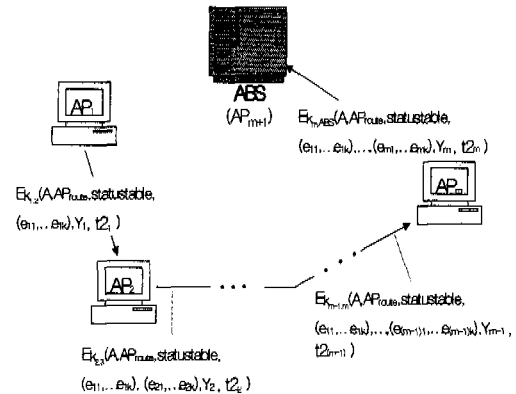 ABS
(APm+1)
AP1
EKm,ABS(A,AProute,statustable,
(e11,..e1k),...,(em1,..emk),Ym, t2m)
APm
EK1,2(A,AProute,statustable,
(e11,..e1k),Y1, t21)
AP2
EKm-1,m(A,AProute,statustable,
(e11,..e1k),...,(e(m-1)1,..e(m-1)k),Ym-1,
t2(m-1))
EK2,3(A,AProute,statustable,
(e11,..e1k), (e21,..e2k),Y2, t22)